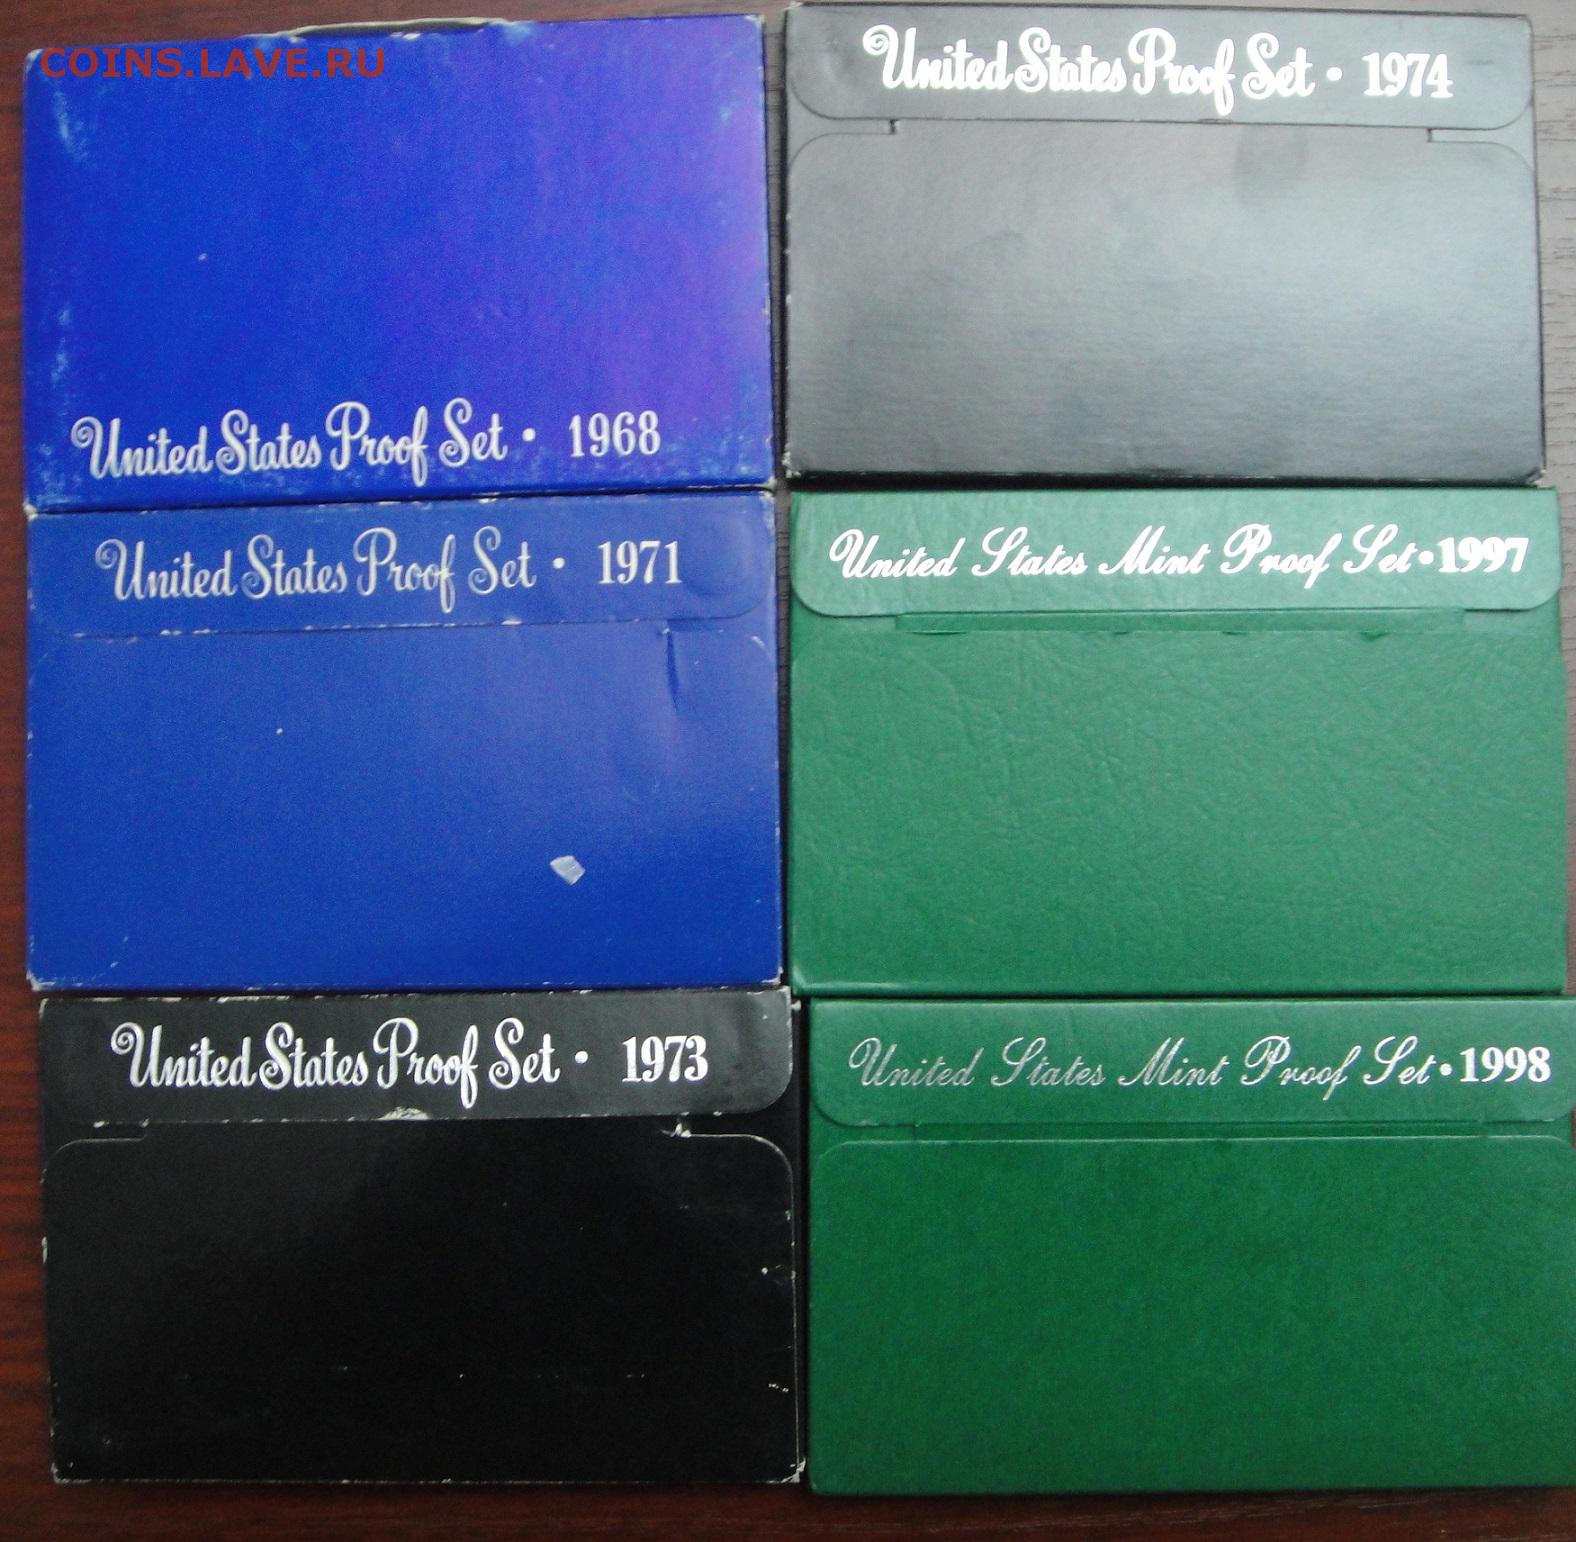 COINS.LAVE.RU
United States Proof Set • 1968
United States Proof Set • 1971
United States Proof Set • 1973
United States Proof Set • 1974
United States Mint Proof Set • 1997
United States Mint Proof Set • 1998